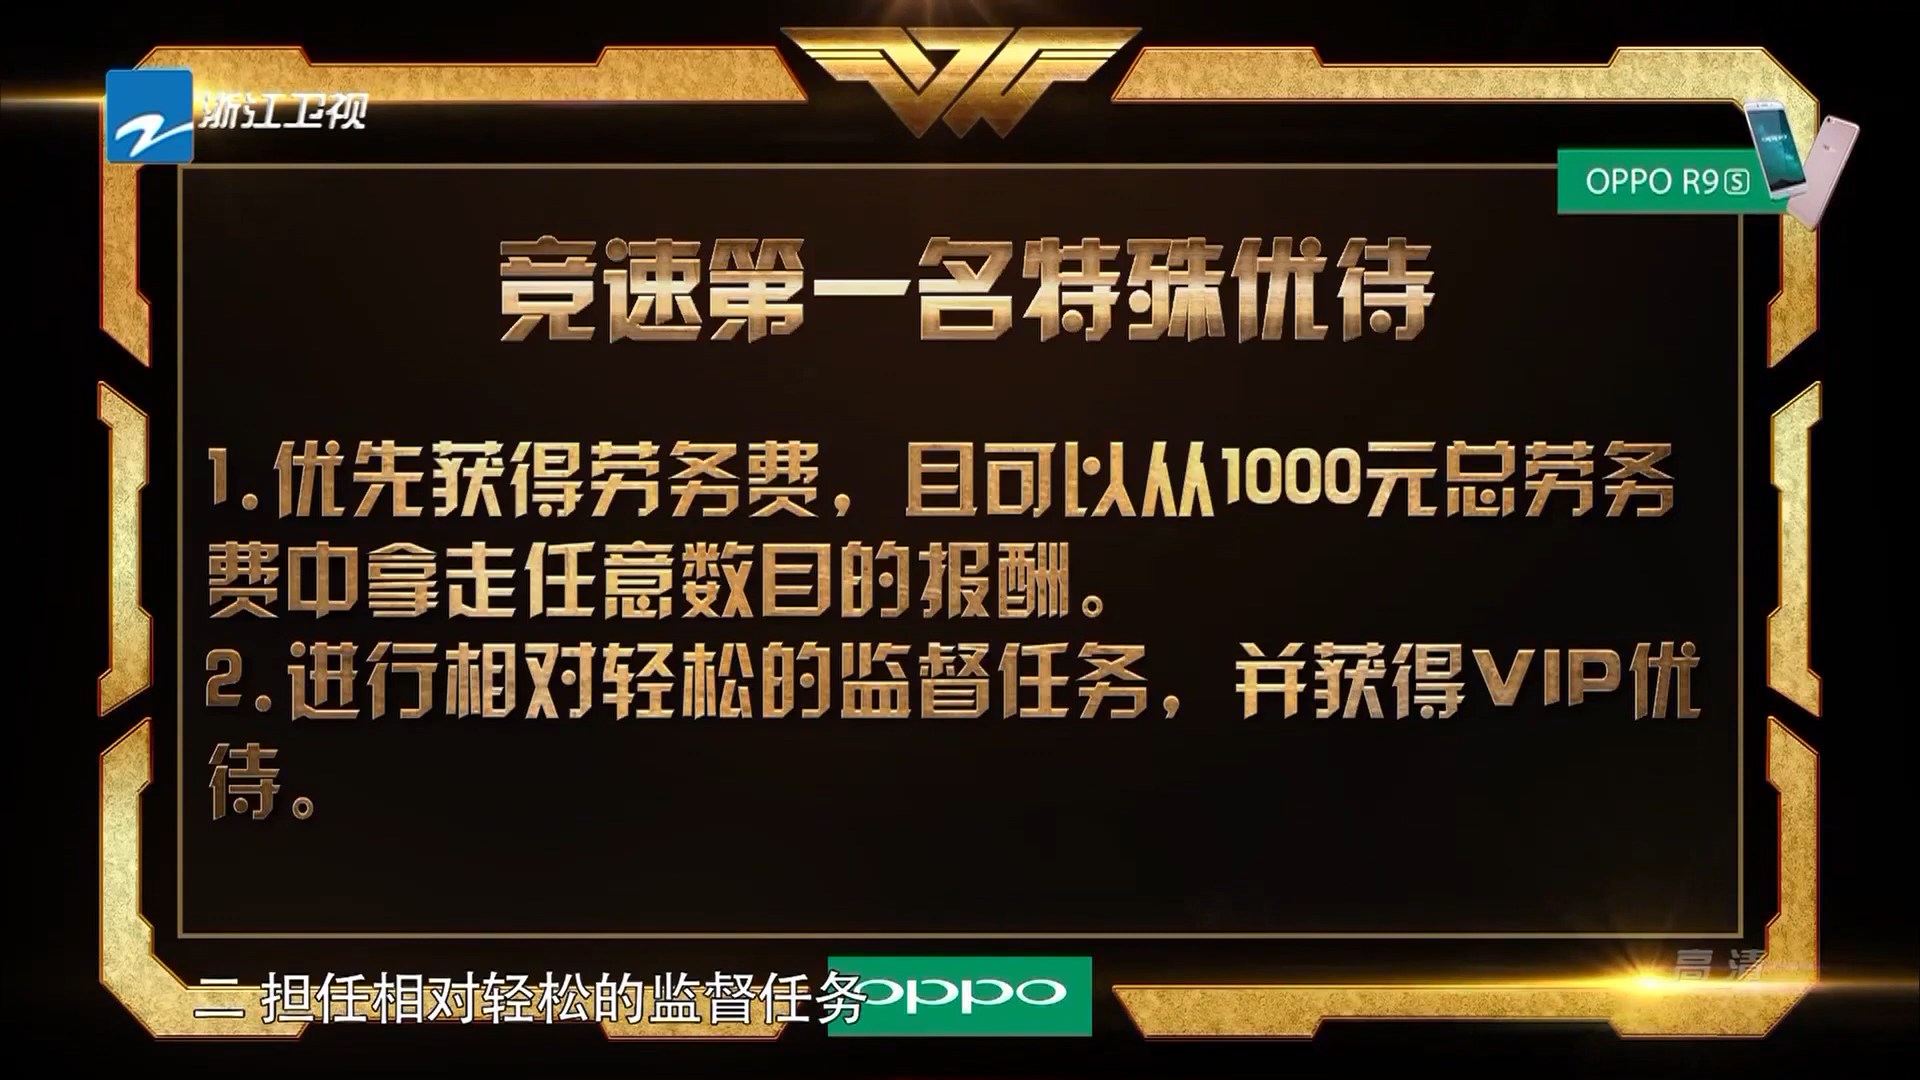 浙江卫视
OPPO R9S
竞速第一名特殊优待
1.优先获得劳务费，且可以从1000元总劳务
费中拿走任意数目的报酬。
2.进行相对轻松的监督任务，并获得VIP优
待。
高清
二 担任相对轻松的监督任务
oppo